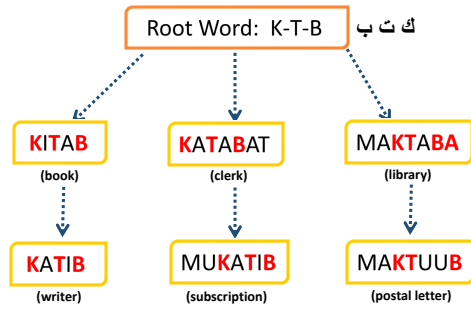 Root Word: K-T-B ك ت ب
KITAB KATABAT MAKTABA
(book) (clerk) (library)
KATIB MUKATIB MAKTUUB
(writer) (subscription) (postal letter)